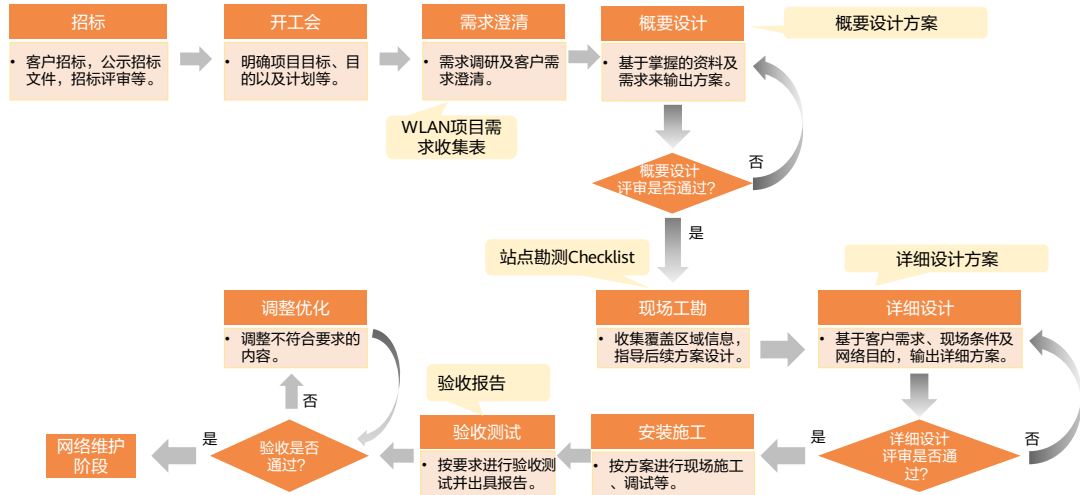 招标
• 客户招标，公示招标
文件，招标评审等。
开工会
• 明确项目目标、目
的以及计划等。
需求澄清
• 需求调研及客户需
求澄清。
WLAN项目需
求收集表
概要设计
• 基于掌握的资料及
需求来输出方案。
概要设计方案
概要设计
评审是否通过?
否
是
站点勘测Checklist
现场工勘
• 收集覆盖区域信息，
指导后续方案设计。
详细设计方案
详细设计
• 基于客户需求、现场条件及
网络目的，输出详细方案。
详细设计
评审是否通
过?
否
是
安装施工
• 按方案进行现场施工
、调试等。
验收报告
验收测试
• 按要求进行验收测
试并出具报告。
验收是否
通过?
否
调整优化
• 调整不符合要求的
内容。
是
网络维护
阶段